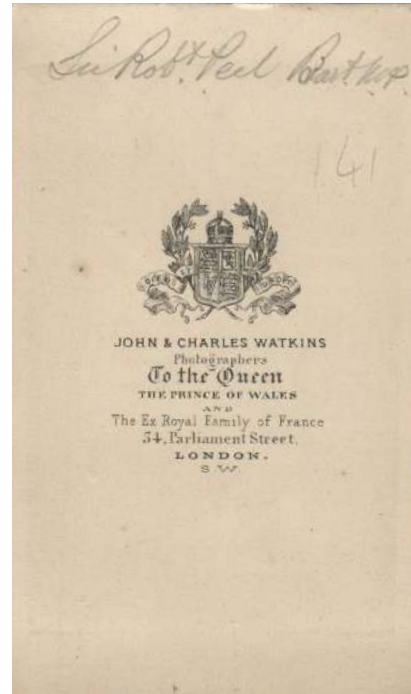 Sir Robt. Peel Bart. M.P.
141
DIEU ET MON DROIT
JOHN & CHARLES WATKINS
Photographers
To the Queen
THE PRINCE OF WALES
AND
The Ex Royal Family of France
34, Parliament Street,
LONDON.
S.W.